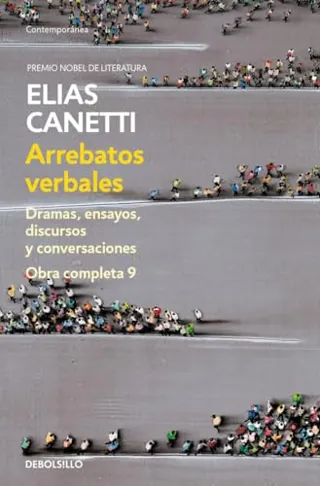 Contemporánea
PREMIO NOBEL DE LITERATURA
ELIAS
CANETTI
Arrebatos
verbales
Dramas, ensayos,
discursos
y conversaciones
Obra completa 9
DEBOLSILLO